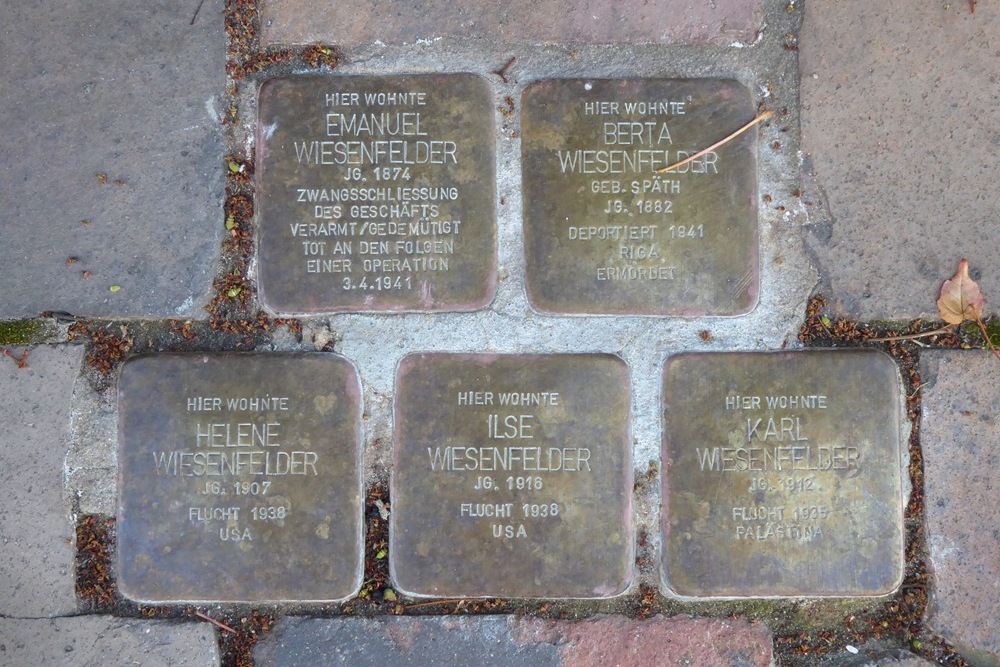 HIER WOHNTE
EMANUEL
WIESENFELDER
JG. 1874
ZWANGSSCHLIESSUNG
DES GESCHÄFTS
VERARMT/GEDEMÜTIGT
TOT AN DEN FOLGEN
EINER OPERATION
3.4.1941
HIER WOHNTE
BERTA
WIESENFELDER
GEB. SPÄTH
JG. 1882
DEPORTIERT 1941
RIGA
ERMORDET
HIER WOHNTE
HELENE
WIESENFELDER
JG. 1907
FLUCHT 1938
USA
HIER WOHNTE
ILSE
WIESENFELDER
JG. 1916
FLUCHT 1938
USA
HIER WOHNTE
KARL
WIESENFELDER
JG. 1912
FLUCHT 1935
PALÄSTINA